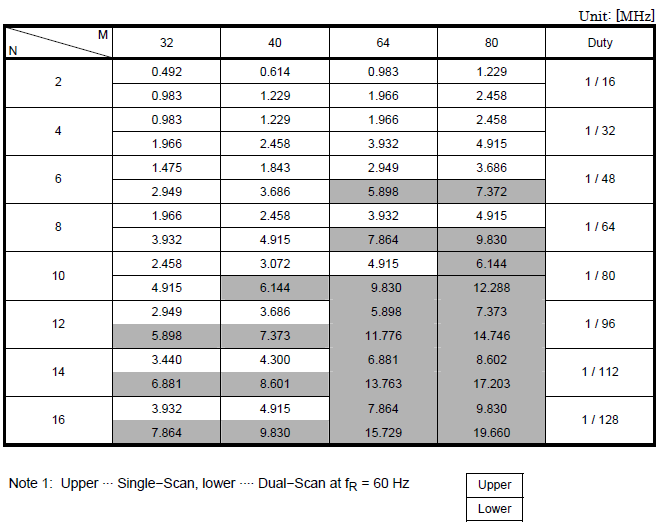 Unit: [MHz]
N M 32 40 64 80 Duty
2 0.492 0.614 0.983 1.229 1 / 16
0.983 1.229 1.966 2.458
4 0.983 1.229 1.966 2.458 1 / 32
1.966 2.458 3.932 4.915
6 1.475 1.843 2.949 3.686 1 / 48
2.949 3.686 5.898 7.372
8 1.966 2.458 3.932 4.915 1 / 64
3.932 4.915 7.864 9.830
10 2.458 3.072 4.915 6.144 1 / 80
4.915 6.144 9.830 12.288
12 2.949 3.686 5.898 7.373 1 / 96
5.898 7.373 11.776 14.746
14 3.440 4.300 6.881 8.602 1 / 112
6.881 8.601 13.763 17.203
16 3.932 4.915 7.864 9.830 1 / 128
7.864 9.830 15.729 19.660
Note 1: Upper ··· Single−Scan, lower ···· Dual−Scan at fR = 60 Hz
Upper
Lower